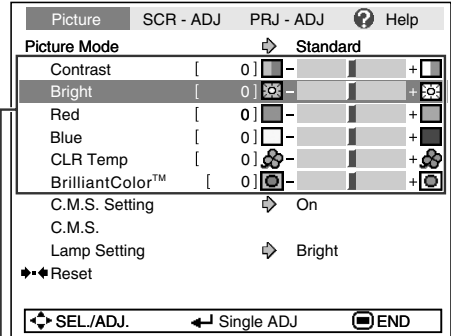 Picture SCR - ADJ PRJ - ADJ ? Help
Picture Mode Standard
Contrast [ 0 ] - +
Bright [ 0 ] - +
Red [ 0 ] - +
Blue [ 0 ] - +
CLR Temp [ 0 ] - +
BrilliantColor™ [ 0 ] - +
C.M.S. Setting On
C.M.S.
Lamp Setting Bright
Reset
SEL./ADJ. Single ADJ END